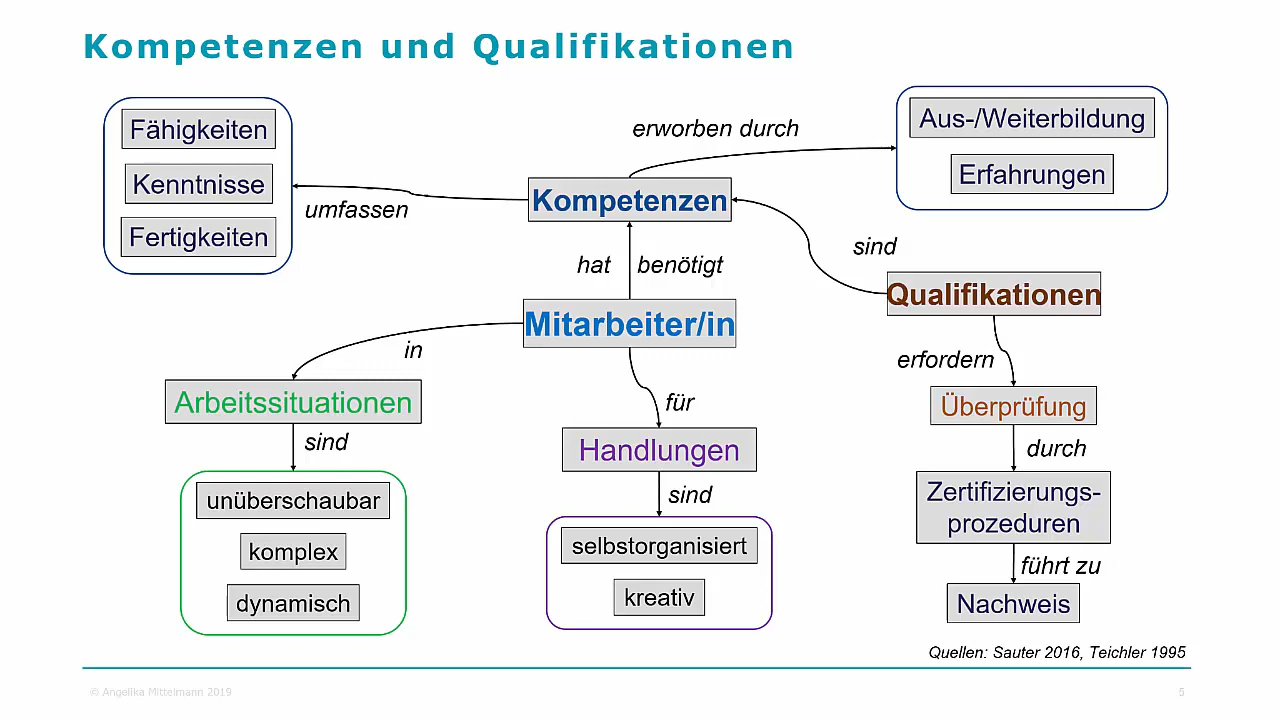 Kompetenzen und Qualifikationen
Fähigkeiten
Kenntnisse
Fertigkeiten
umfassen
erworben durch
Aus-/Weiterbildung
Erfahrungen
Kompetenzen
hat benötigt
sind
Qualifikationen
Mitarbeiter/in
in
erfordern
Arbeitssituationen
für
Überprüfung
sind
Handlungen
durch
unüberschaubar
komplex
dynamisch
sind
selbstorganisiert
kreativ
Zertifizierungs-
prozeduren
führt zu
Nachweis
Quellen: Sauter 2016, Teichler 1995
© Angelika Mittelmann 2019
5